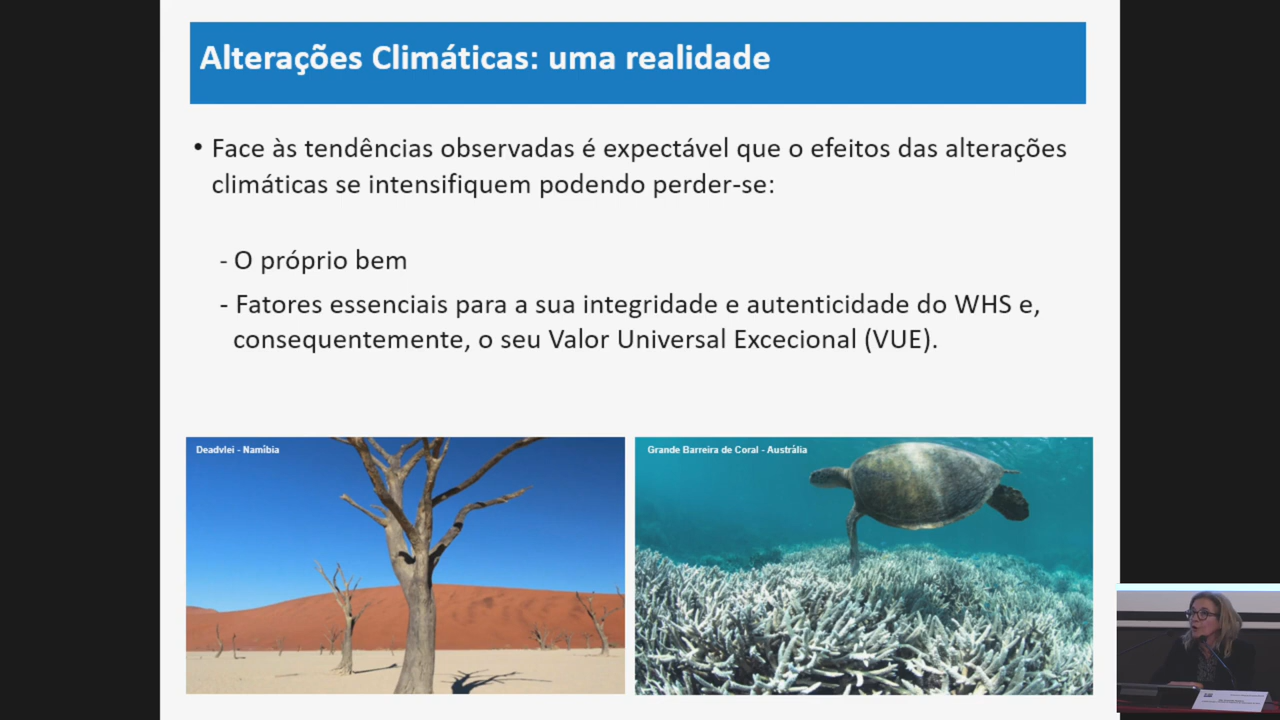 Alterações Climáticas: uma realidade
• Face às tendências observadas é expectável que o efeitos das alterações
climáticas se intensifiquem podendo perder-se:
- O próprio bem
- Fatores essenciais para a sua integridade e autenticidade do WHS e,
consequentemente, o seu Valor Universal Excecional (VUE).
Deadvlei - Namíbia
Grande Barreira de Coral - Austrália